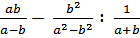 ab/(a−b) − b²/(a²−b²) : 1/(a+b)